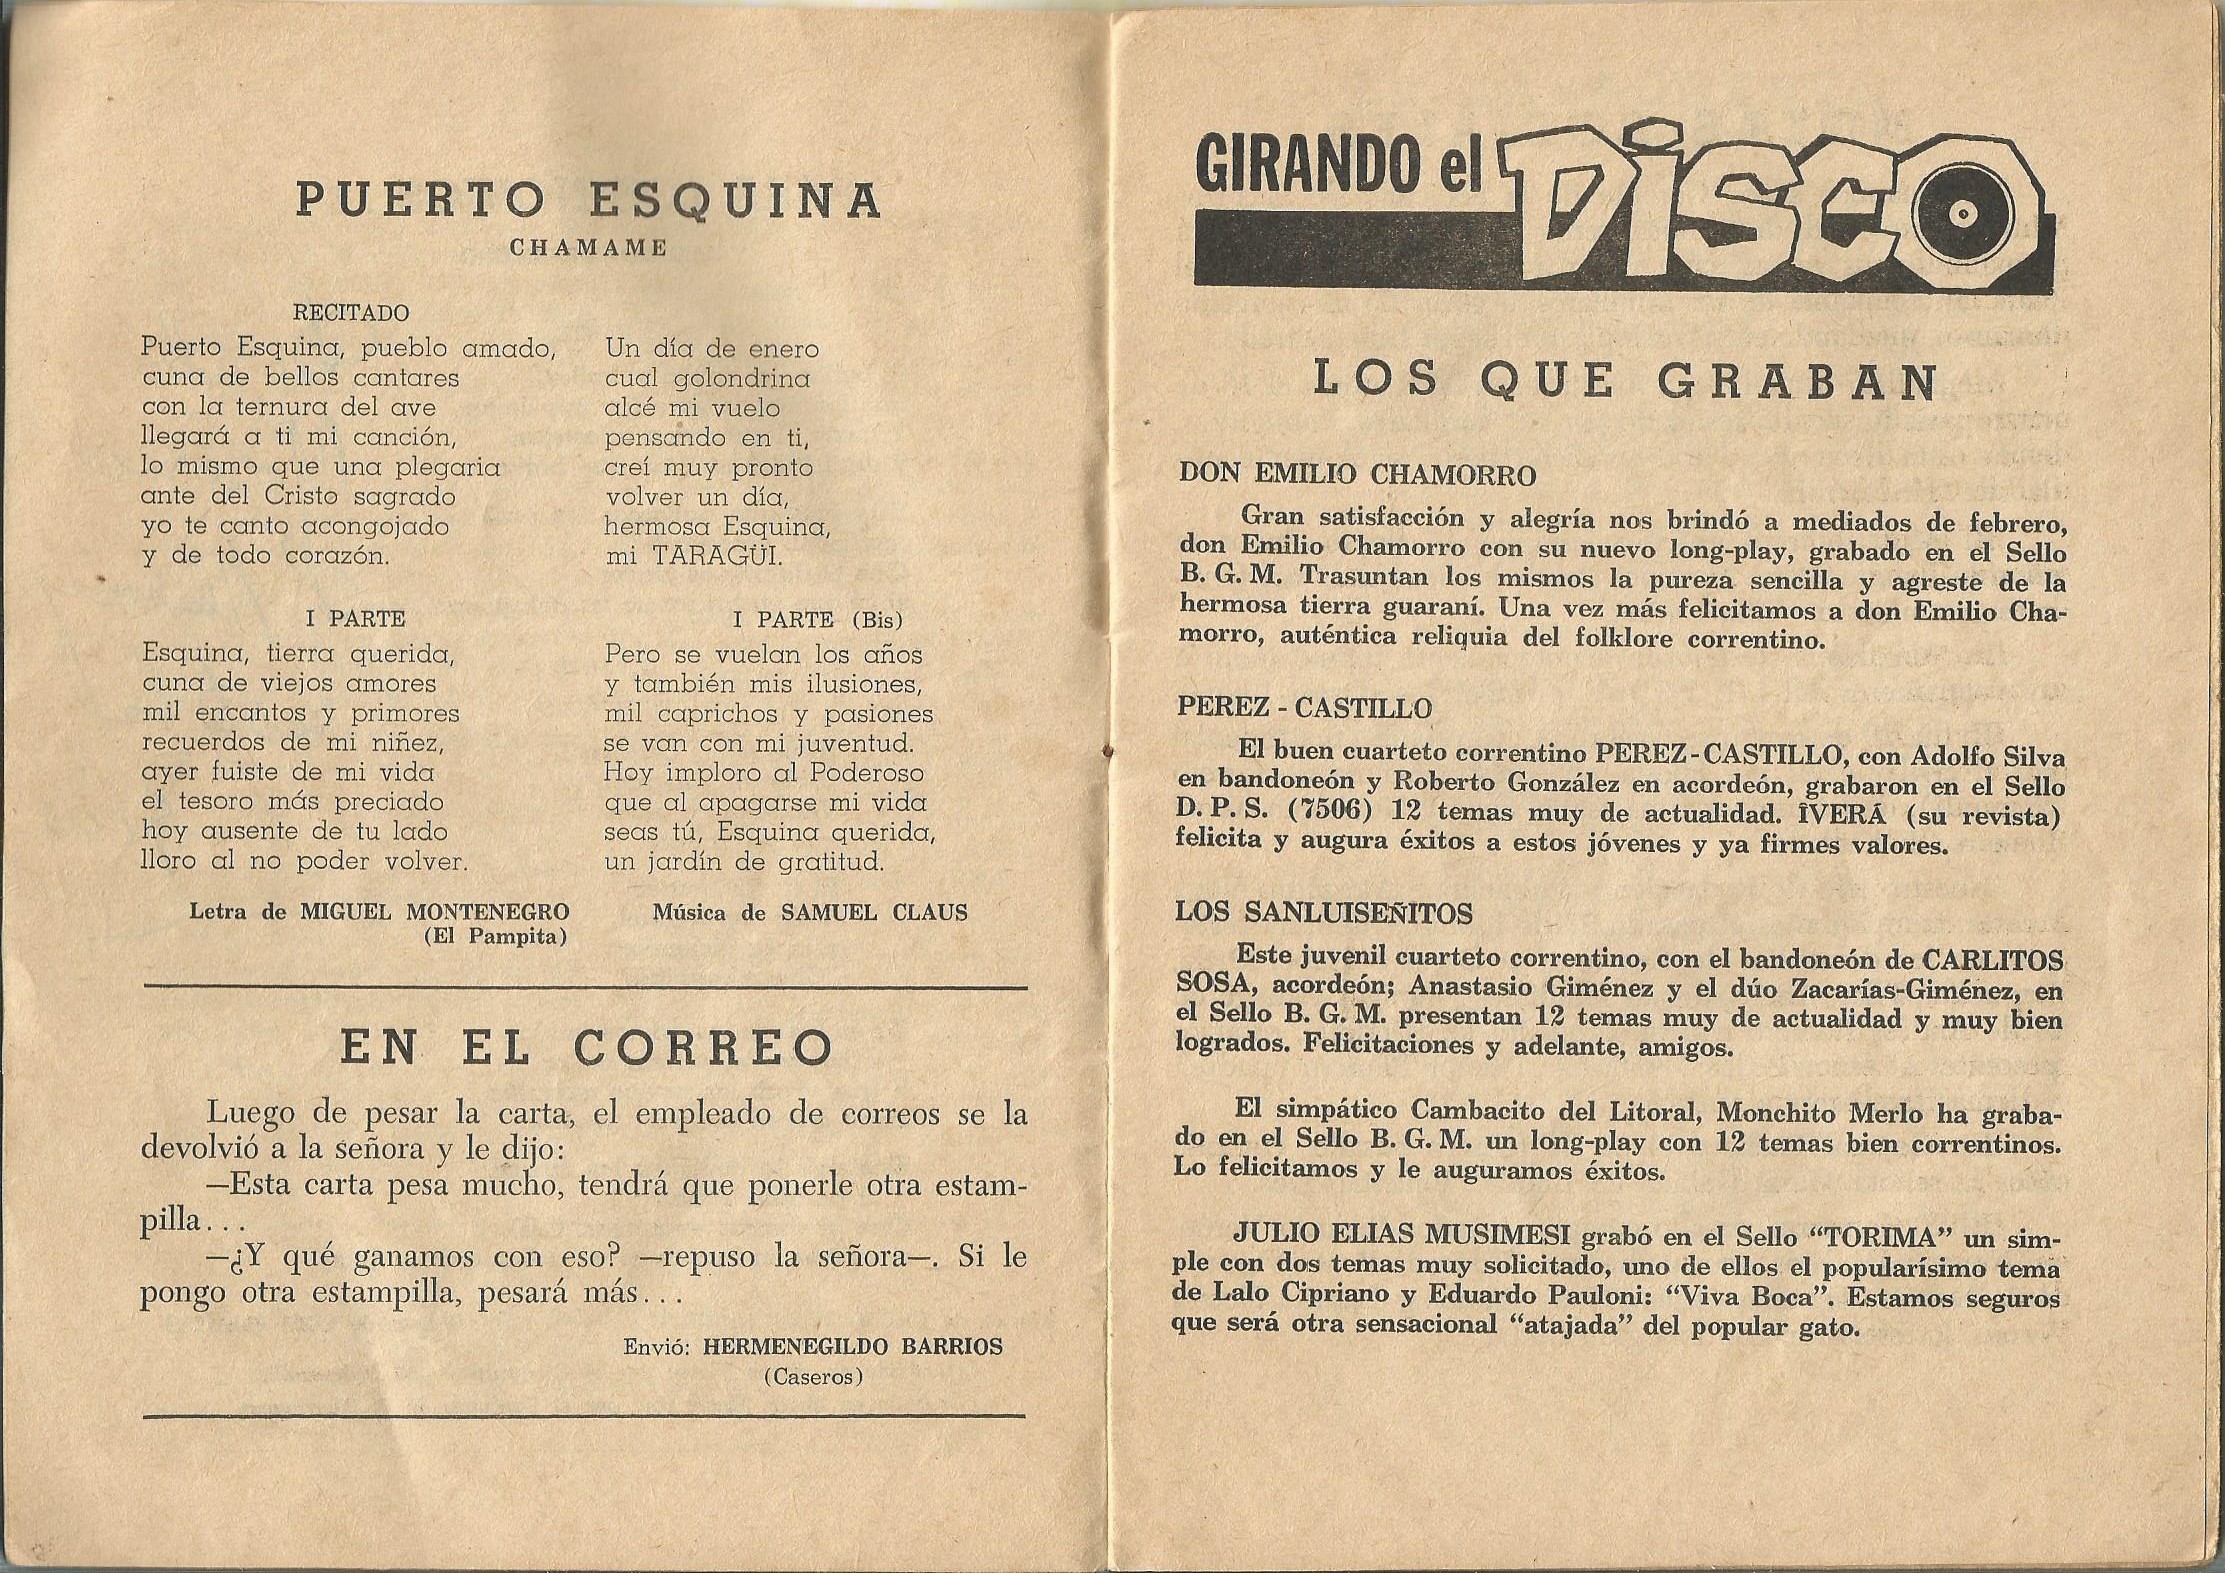 PUERTO ESQUINA
CHAMAME
RECITADO
Puerto Esquina, pueblo amado,
cuna de bellos cantares
con la ternura del ave
llegará a ti mi canción,
lo mismo que una plegaria
ante del Cristo sagrado
yo te canto acongojado
y de todo corazón.
I PARTE
Esquina, tierra querida,
cuna de viejos amores
mil encantos y primores
recuerdos de mi niñez,
ayer fuiste de mi vida
el tesoro más preciado
hoy ausente de tu lado
lloro al no poder volver.
Un día de enero
cual golondrina
alcé mi vuelo
pensando en ti,
creí muy pronto
volver un día,
hermosa Esquina,
mi TARAGÜI.
I PARTE (Bis)
Pero se vuelan los años
y también mis ilusiones,
mil caprichos y pasiones
se van con mi juventud.
Hoy imploro al Poderoso
que al apagarse mi vida
seas tú, Esquina querida,
un jardín de gratitud.
Letra de MIGUEL MONTENEGRO
(El Pampita)
Música de SAMUEL CLAUS
EN EL CORREO
Luego de pesar la carta, el empleado de correos se la
devolvió a la señora y le dijo:
—Esta carta pesa mucho, tendrá que ponerle otra estam-
pilla...
—¿Y qué ganamos con eso? —repuso la señora—. Si le
pongo otra estampilla, pesará más...
Envió: HERMENEGILDO BARRIOS
(Caseros)
GIRANDO el DISCO
LOS QUE GRABAN
DON EMILIO CHAMORRO
Gran satisfacción y alegría nos brindó a mediados de febrero,
don Emilio Chamorro con su nuevo long-play, grabado en el Sello
B. G. M. Trasuntan los mismos la pureza sencilla y agreste de la
hermosa tierra guaraní. Una vez más felicitamos a don Emilio Cha-
morro, auténtica reliquia del folklore correntino.
PEREZ - CASTILLO
El buen cuarteto correntino PEREZ-CASTILLO, con Adolfo Silva
en bandoneón y Roberto González en acordeón, grabaron en el Sello
D. P. S. (7506) 12 temas muy de actualidad. ÎVERÁ (su revista)
felicita y augura éxitos a estos jóvenes y ya firmes valores.
LOS SANLUISEÑITOS
Este juvenil cuarteto correntino, con el bandoneón de CARLITOS
SOSA, acordeón; Anastasio Giménez y el dúo Zacarías-Giménez, en
el Sello B. G. M. presentan 12 temas muy de actualidad y muy bien
logrados. Felicitaciones y adelante, amigos.
El simpático Cambacito del Litoral, Monchito Merlo ha graba-
do en el Sello B. G. M. un long-play con 12 temas bien correntinos.
Lo felicitamos y le auguramos éxitos.
JULIO ELIAS MUSIMESI grabó en el Sello “TORIMA” un sim-
ple con dos temas muy solicitado, uno de ellos el popularísimo tema
de Lalo Cipriano y Eduardo Pauloni: “Viva Boca”. Estamos seguros
que será otra sensacional “atajada” del popular gato.